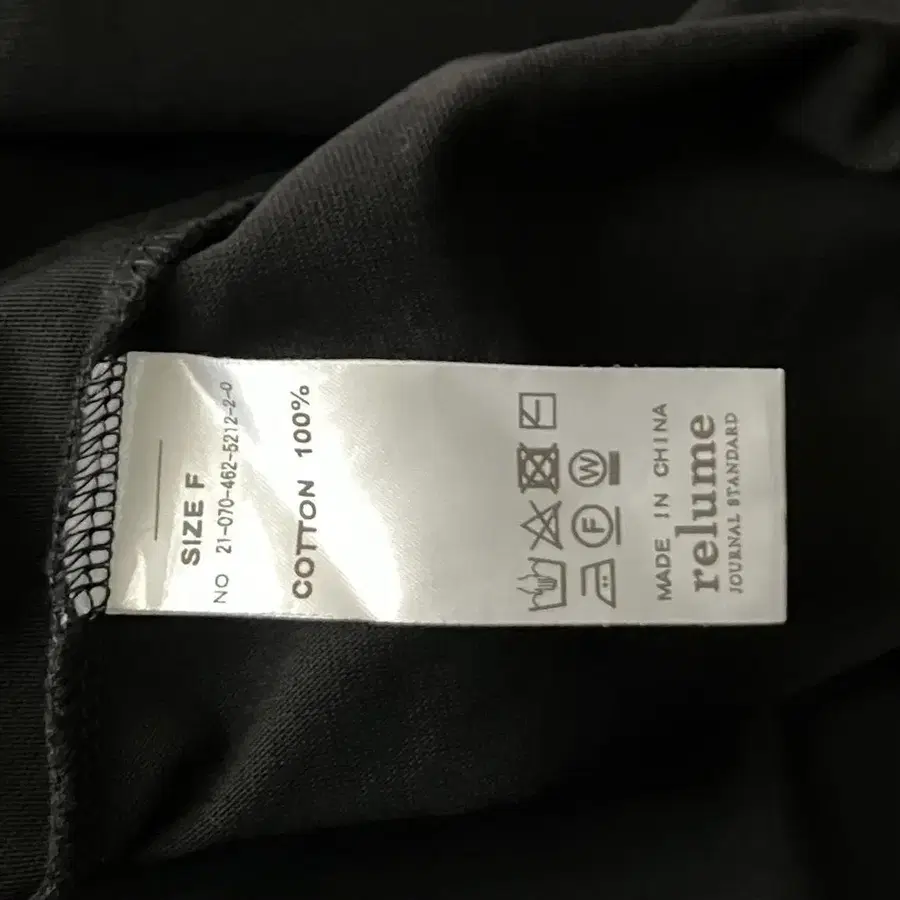 SIZE F
NO 21-070-462-5212-2-0
COTTON 100%
F W
MADE IN CHINA
relume
JOURNAL STANDARD